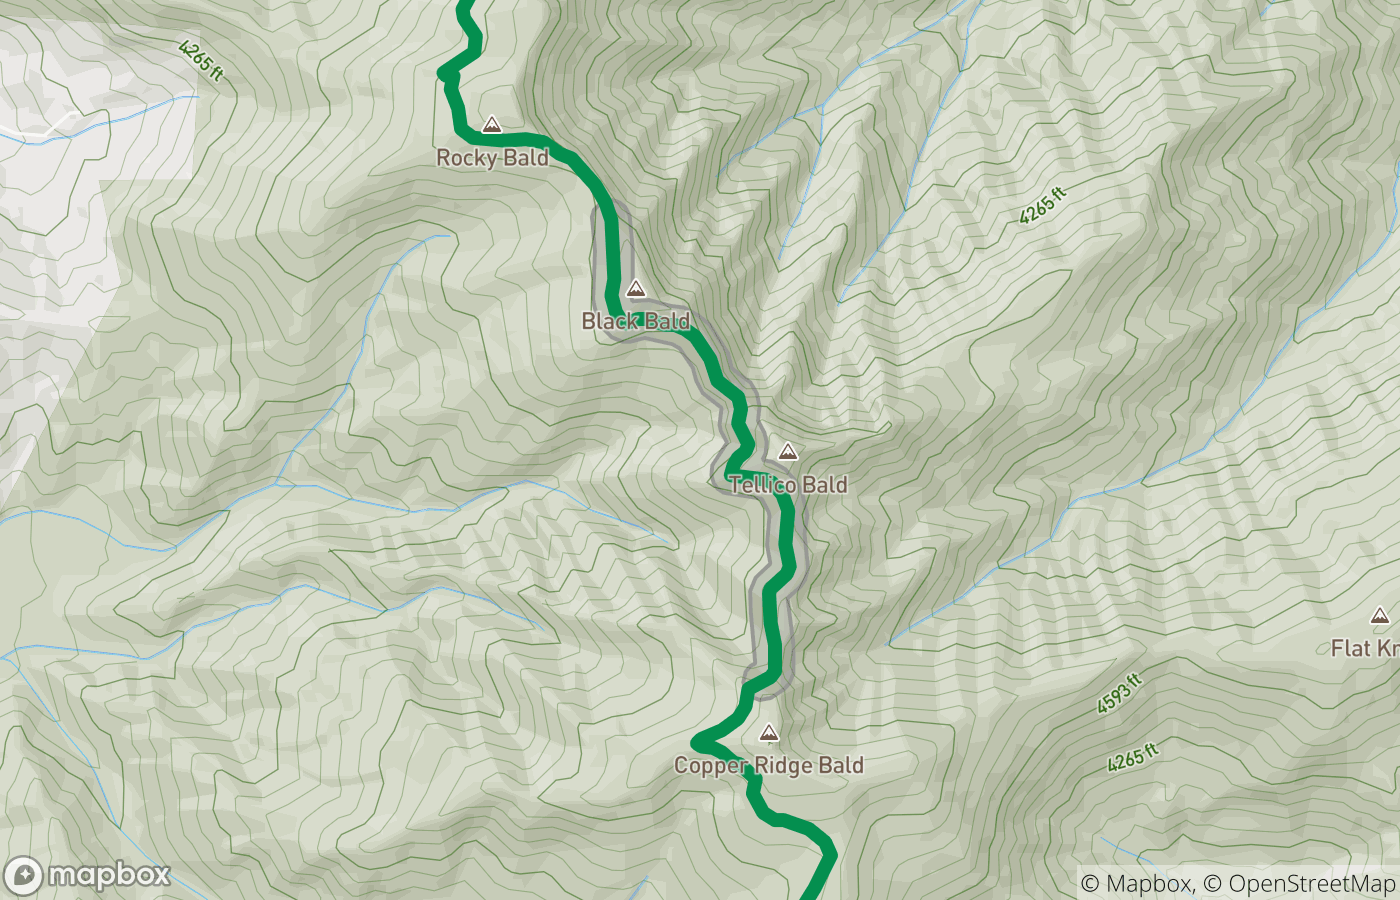 4265 ft
Rocky Bald
4265 ft
Black Bald
Tellico Bald
Flat Kn
4593 ft
Copper Ridge Bald
4265 ft
mapbox
© Mapbox, © OpenStreetMap